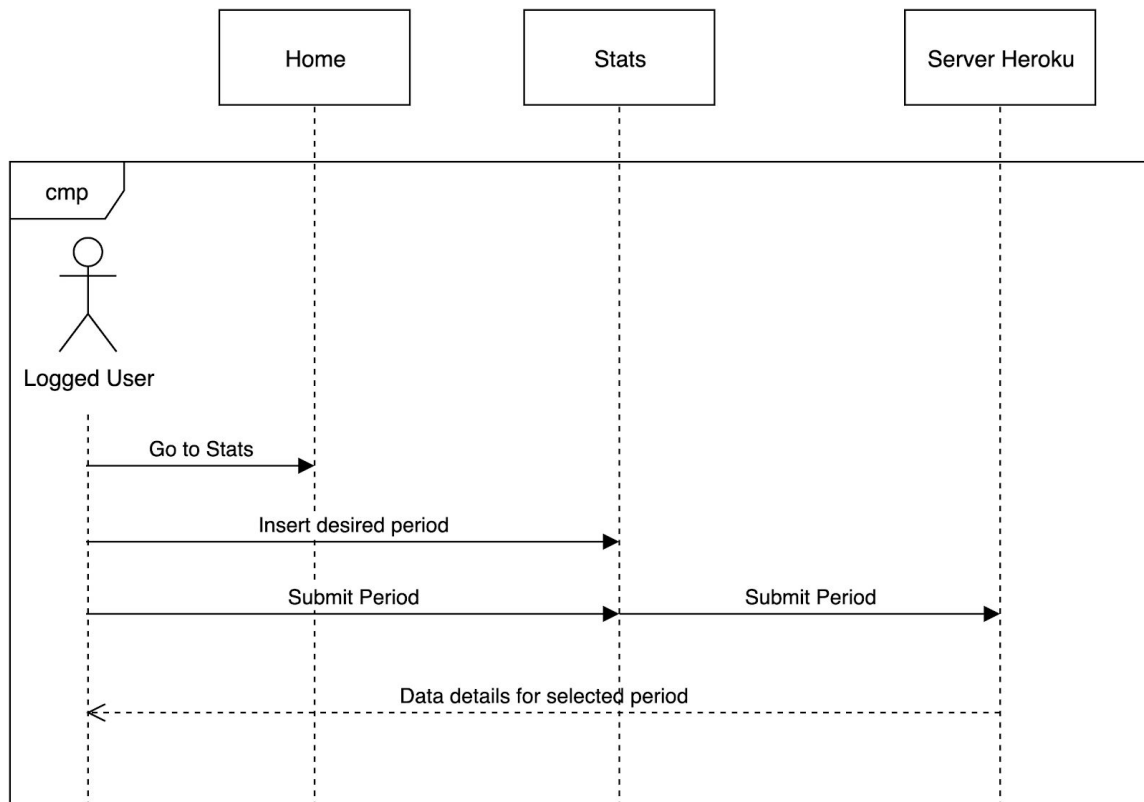 Home
Stats
Server Heroku
cmp
Logged User
Go to Stats
Insert desired period
Submit Period
Submit Period
Data details for selected period